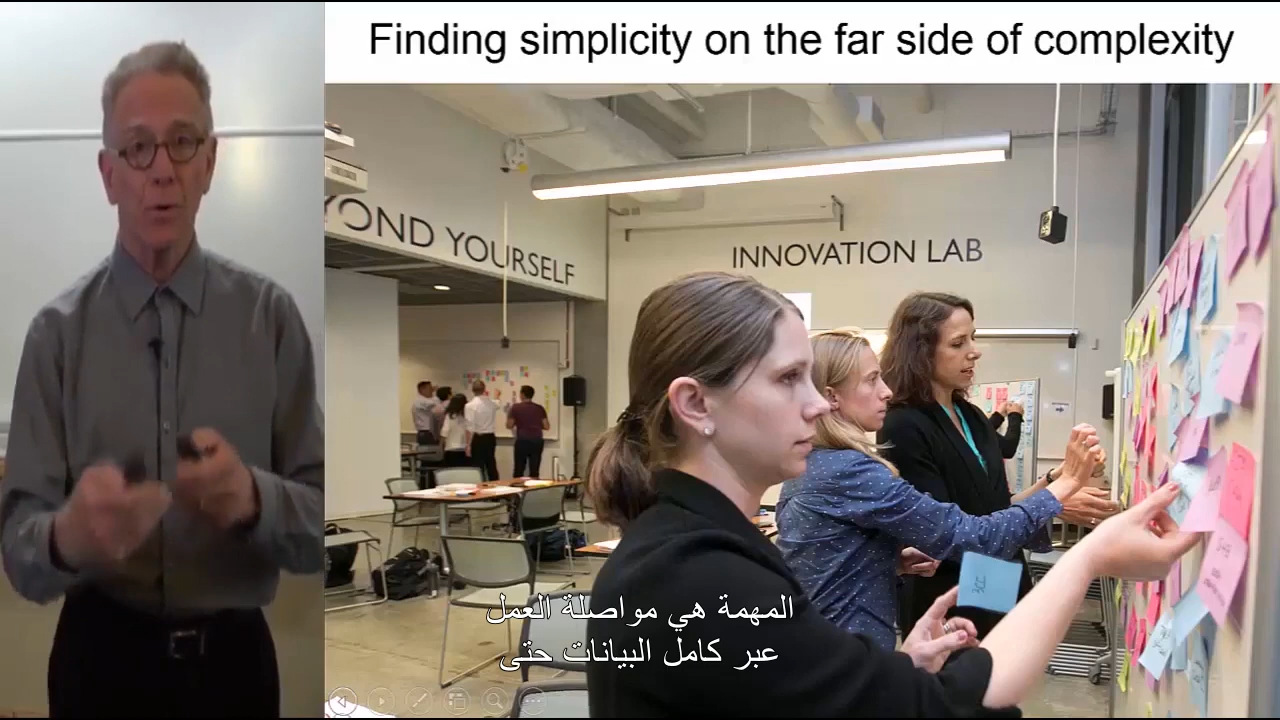 Finding simplicity on the far side of complexity
YOND YOURSELF
INNOVATION LAB
المهمة هي مواصلة العمل
عبر كامل البيانات حتى